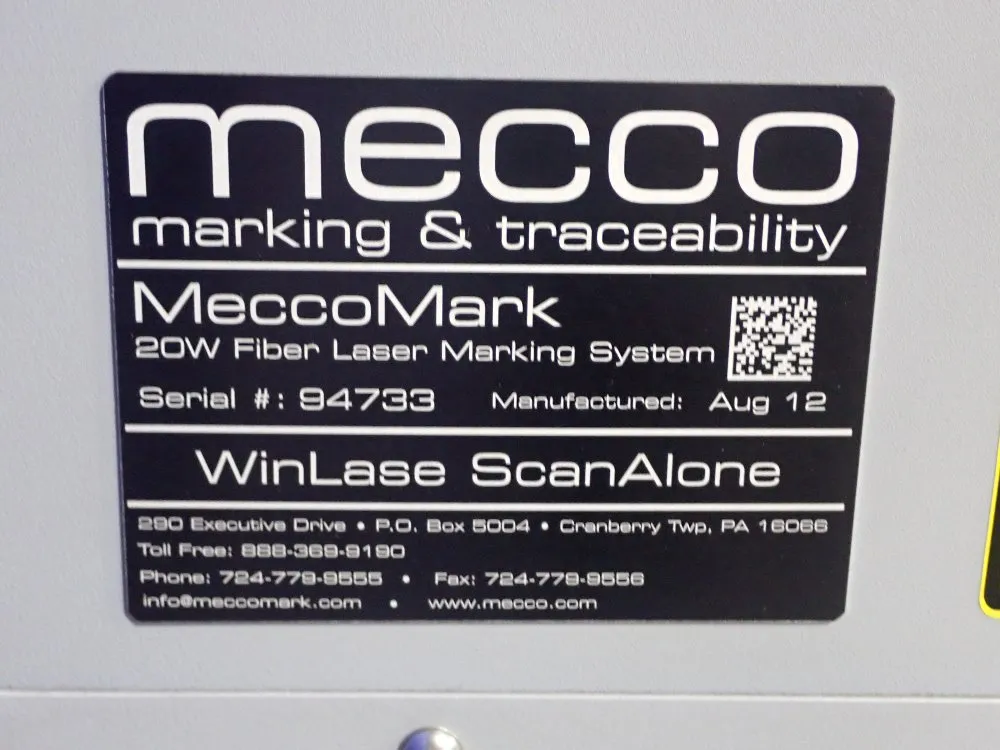 mecco
marking & traceability
MeccoMark
20W Fiber Laser Marking System
Serial #: 94733 Manufactured: Aug 12
WinLase ScanAlone
290 Executive Drive • P.O. Box 5004 • Cranberry Twp, PA 16066
Toll Free: 888-369-9190
Phone: 724-779-9555 • Fax: 724-779-9556
info@meccomark.com • www.mecco.com